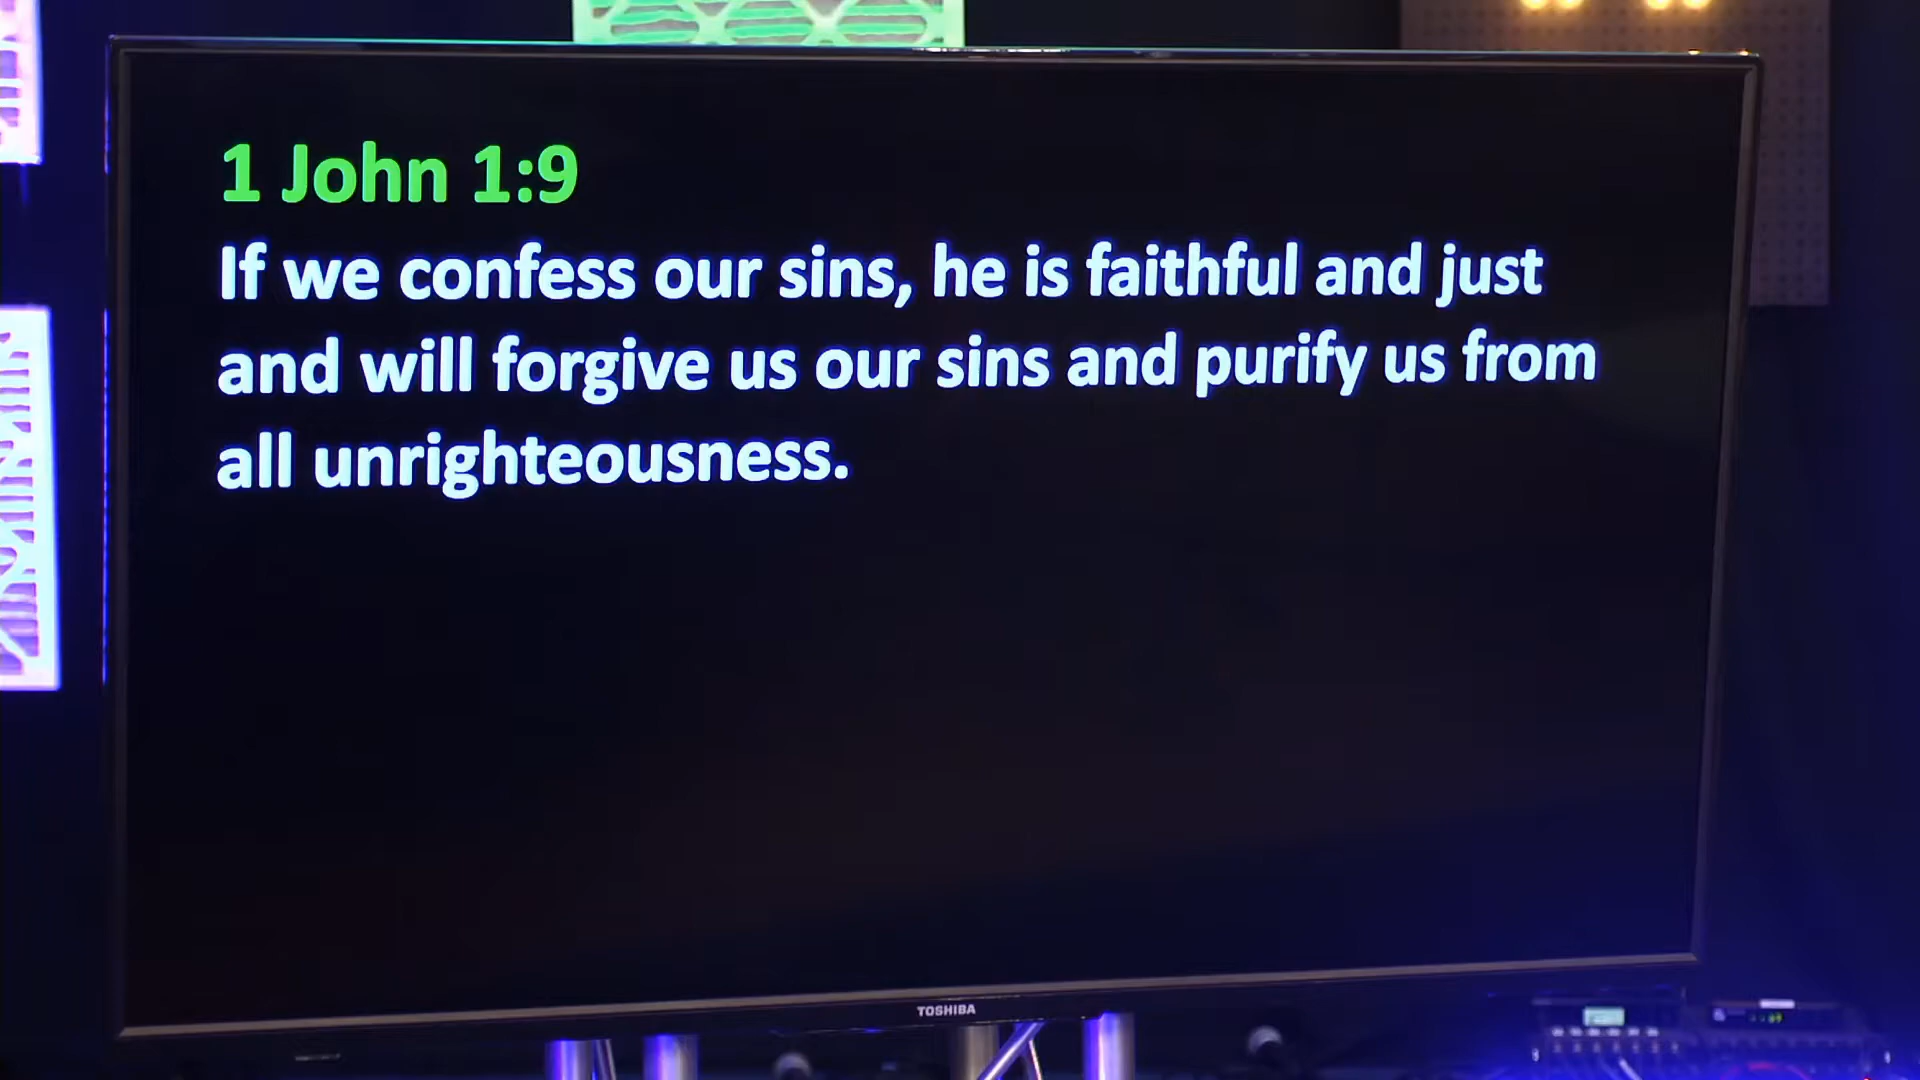 1 John 1:9
If we confess our sins, he is faithful and just
and will forgive us our sins and purify us from
all unrighteousness.
TOSHIBA